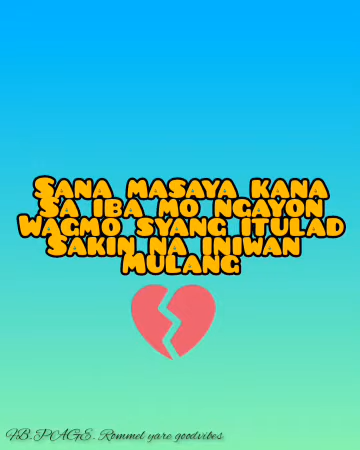 Sana masaya kana
Sa iba mo ngayon
Wagmo syang itulad
Sakin na iniwan
mulang
FB. PAGE. Rommel yare goodvibes